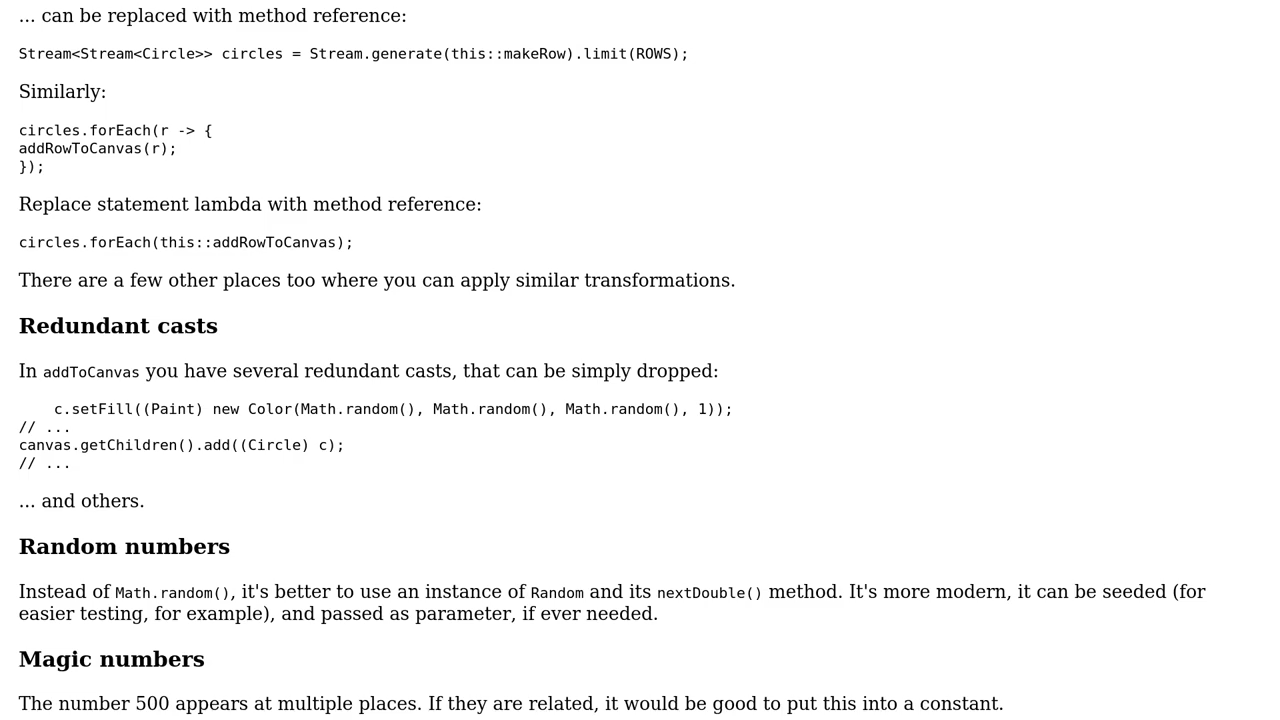 ... can be replaced with method reference:
Stream<Stream<Circle>> circles = Stream.generate(this::makeRow).limit(ROWS);
Similarly:
circles.forEach(r -> {
addRowToCanvas(r);
});
Replace statement lambda with method reference:
circles.forEach(this::addRowToCanvas);
There are a few other places too where you can apply similar transformations.
Redundant casts
In addToCanvas you have several redundant casts, that can be simply dropped:
    c.setFill((Paint) new Color(Math.random(), Math.random(), Math.random(), 1));
// ...
canvas.getChildren().add((Circle) c);
// ...
... and others.
Random numbers
Instead of Math.random(), it's better to use an instance of Random and its nextDouble() method. It's more modern, it can be seeded (for
easier testing, for example), and passed as parameter, if ever needed.
Magic numbers
The number 500 appears at multiple places. If they are related, it would be good to put this into a constant.